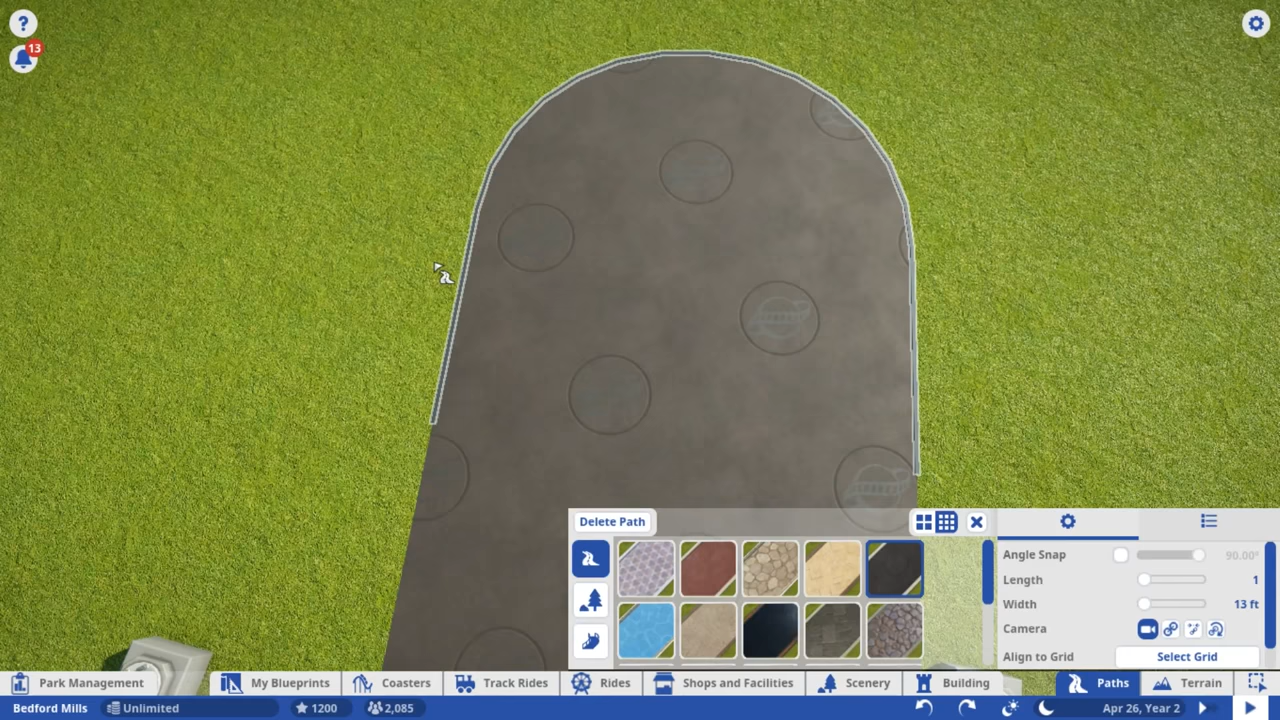 ?
13
Delete Path
Angle Snap 90.00°
Length 1
Width 13 ft
Camera
Align to Grid Select Grid
Park Management My Blueprints Coasters Track Rides Rides Shops and Facilities Scenery Building Paths Terrain
Bedford Mills Unlimited 1200 2,085 Apr 26, Year 2